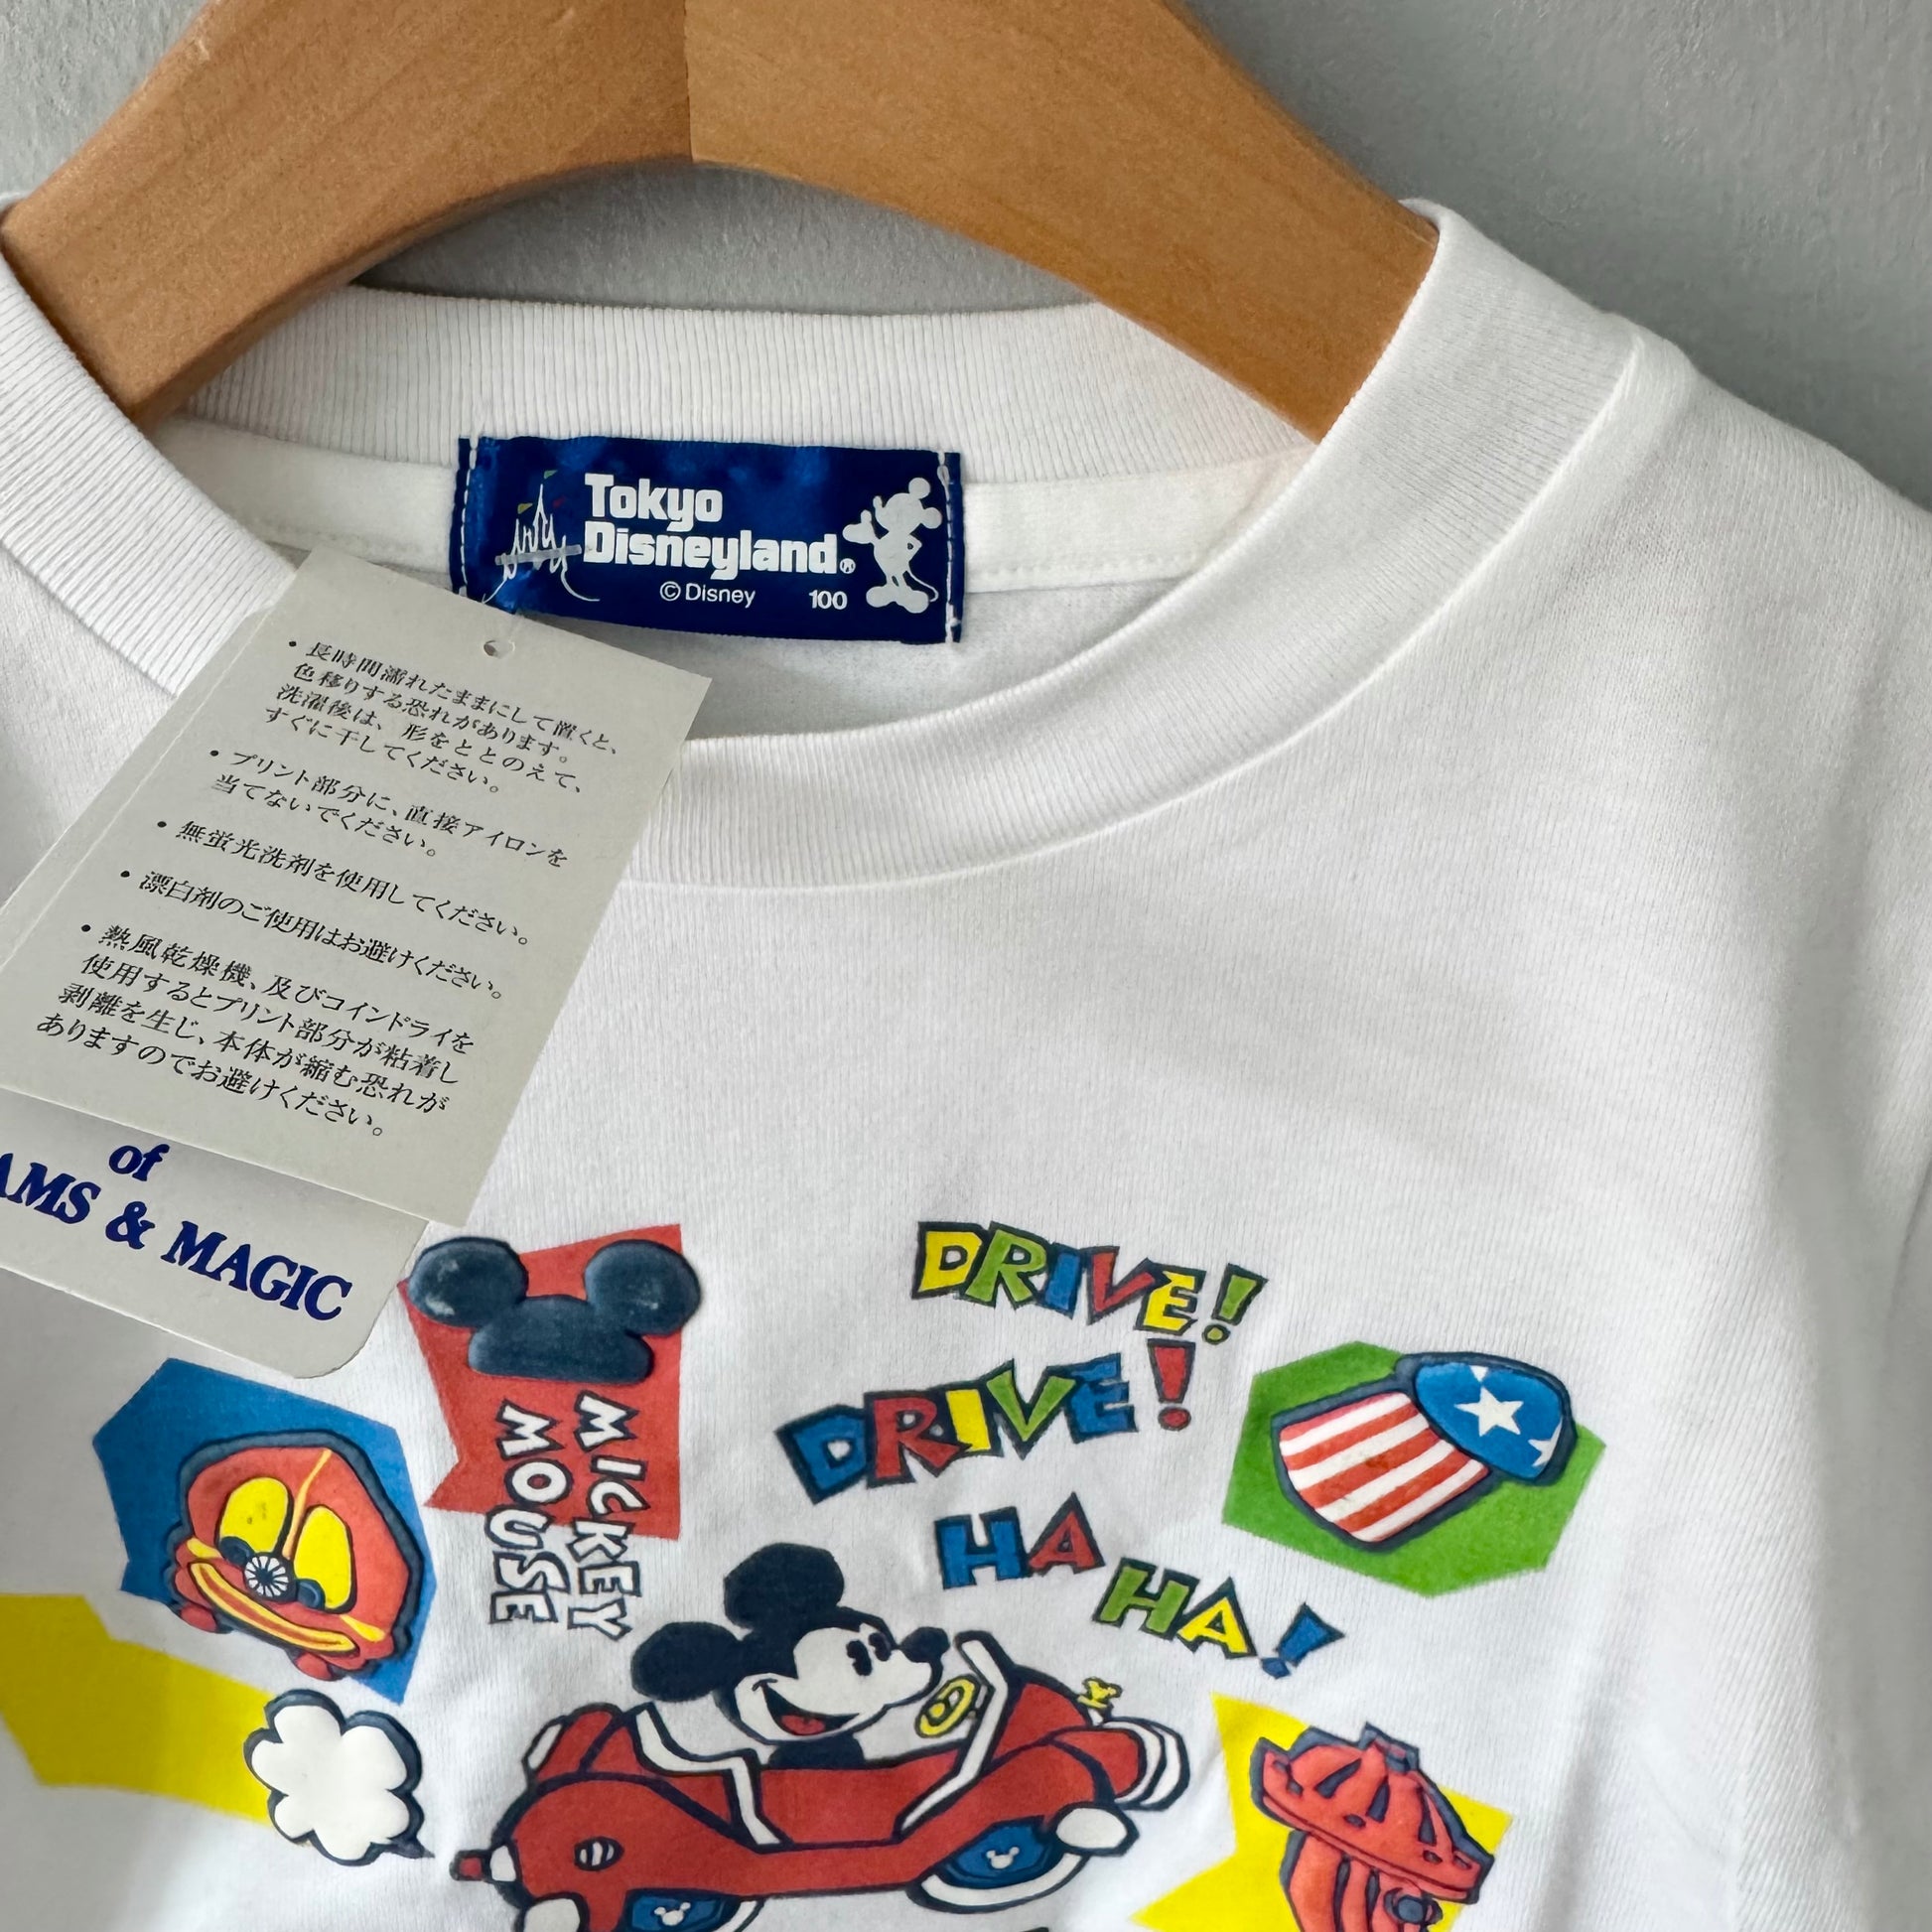 Tokyo
Disneyland®
© Disney 100
・長時間濡れたままにして置くと、
色移りする恐れがあります。
洗濯後は、形をととのえて、
すぐに干してください。
・プリント部分に、直接アイロンを
当てないでください。
・無蛍光洗剤を使用してください。
・漂白剤のご使用はお避けください。
・熱風乾燥機、及びコインドライを
使用するとプリント部分が粘着し
剥離を生じ、本体が縮む恐れが
ありますのでお避けください。
of
AMS & MAGIC
MICKEY
MOUSE
DRIVE!
DRIVE!
HA HA!